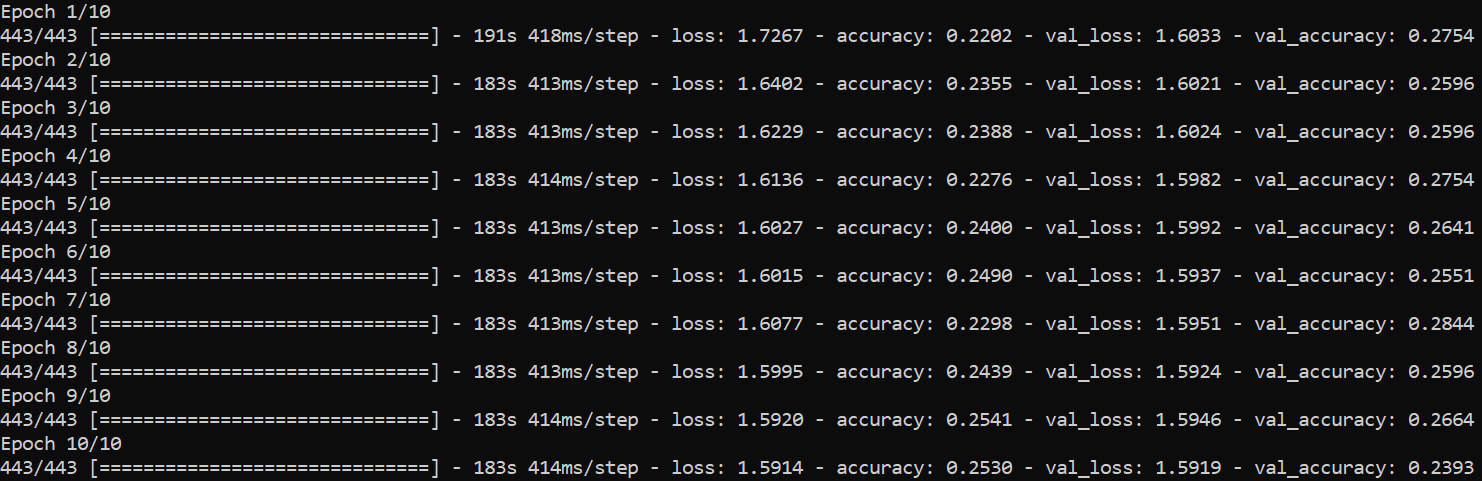 Epoch 1/10
443/443 [==============================] - 191s 418ms/step - loss: 1.7267 - accuracy: 0.2202 - val_loss: 1.6033 - val_accuracy: 0.2754
Epoch 2/10
443/443 [==============================] - 183s 413ms/step - loss: 1.6402 - accuracy: 0.2355 - val_loss: 1.6021 - val_accuracy: 0.2596
Epoch 3/10
443/443 [==============================] - 183s 413ms/step - loss: 1.6229 - accuracy: 0.2388 - val_loss: 1.6024 - val_accuracy: 0.2596
Epoch 4/10
443/443 [==============================] - 183s 414ms/step - loss: 1.6136 - accuracy: 0.2276 - val_loss: 1.5982 - val_accuracy: 0.2754
Epoch 5/10
443/443 [==============================] - 183s 413ms/step - loss: 1.6027 - accuracy: 0.2400 - val_loss: 1.5992 - val_accuracy: 0.2641
Epoch 6/10
443/443 [==============================] - 183s 413ms/step - loss: 1.6015 - accuracy: 0.2490 - val_loss: 1.5937 - val_accuracy: 0.2551
Epoch 7/10
443/443 [==============================] - 183s 413ms/step - loss: 1.6077 - accuracy: 0.2298 - val_loss: 1.5951 - val_accuracy: 0.2844
Epoch 8/10
443/443 [==============================] - 183s 413ms/step - loss: 1.5995 - accuracy: 0.2439 - val_loss: 1.5924 - val_accuracy: 0.2596
Epoch 9/10
443/443 [==============================] - 183s 414ms/step - loss: 1.5920 - accuracy: 0.2541 - val_loss: 1.5946 - val_accuracy: 0.2664
Epoch 10/10
443/443 [==============================] - 183s 414ms/step - loss: 1.5914 - accuracy: 0.2530 - val_loss: 1.5919 - val_accuracy: 0.2393